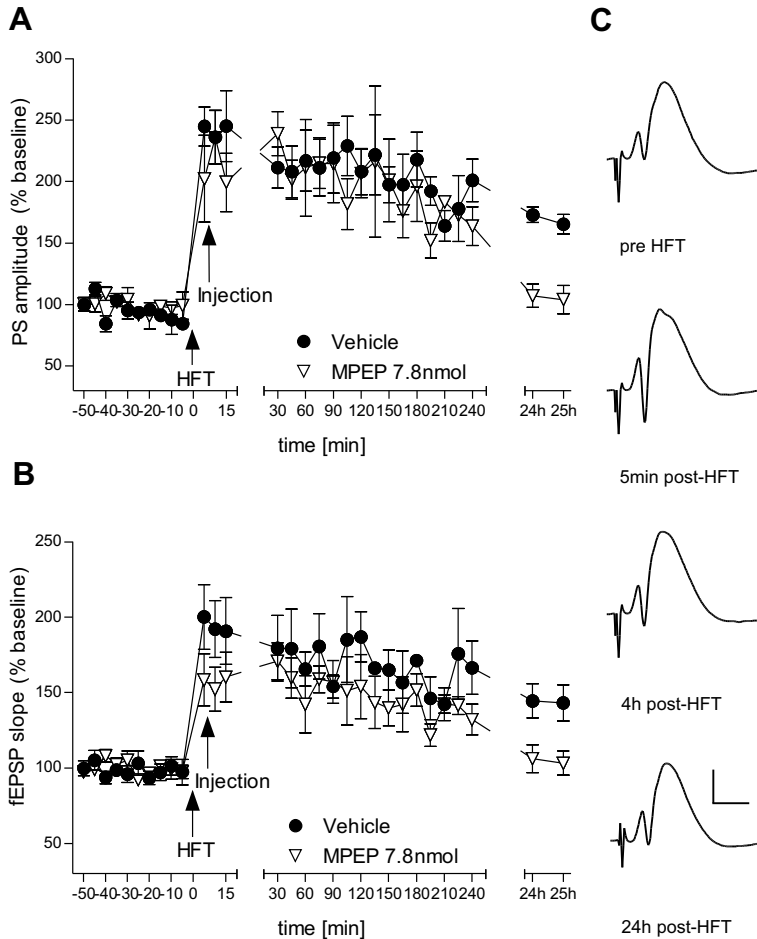 A
PS amplitude (% baseline)
300
250
200
150
100
50
Injection
HFT
Vehicle
MPEP 7.8nmol
-50 -40 -30 -20 -10 0 15 30 60 90 120 150 180 210 240 24h 25h
time [min]
B
fEPSP slope (% baseline)
250
200
150
100
50
Injection
HFT
Vehicle
MPEP 7.8nmol
-50 -40 -30 -20 -10 0 15 30 60 90 120 150 180 210 240 24h 25h
time [min]
C
pre HFT
5min post-HFT
4h post-HFT
24h post-HFT